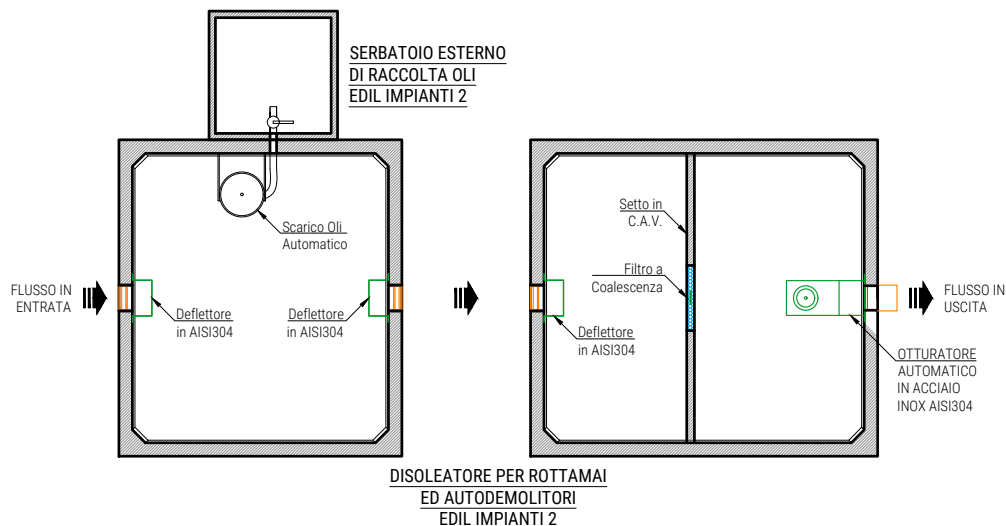 SERBATOIO ESTERNO
DI RACCOLTA OLI
EDIL IMPIANTI 2
Scarico Oli
Automatico
FLUSSO IN
ENTRATA
Deflettore
in AISI304
Deflettore
in AISI304
Setto in
C.A.V.
Filtro a
Coalescenza
Deflettore
in AISI304
FLUSSO IN
USCITA
OTTURATORE
AUTOMATICO
IN ACCIAIO
INOX AISI304
DISOLEATORE PER ROTTAMAI
ED AUTODEMOLITORI
EDIL IMPIANTI 2